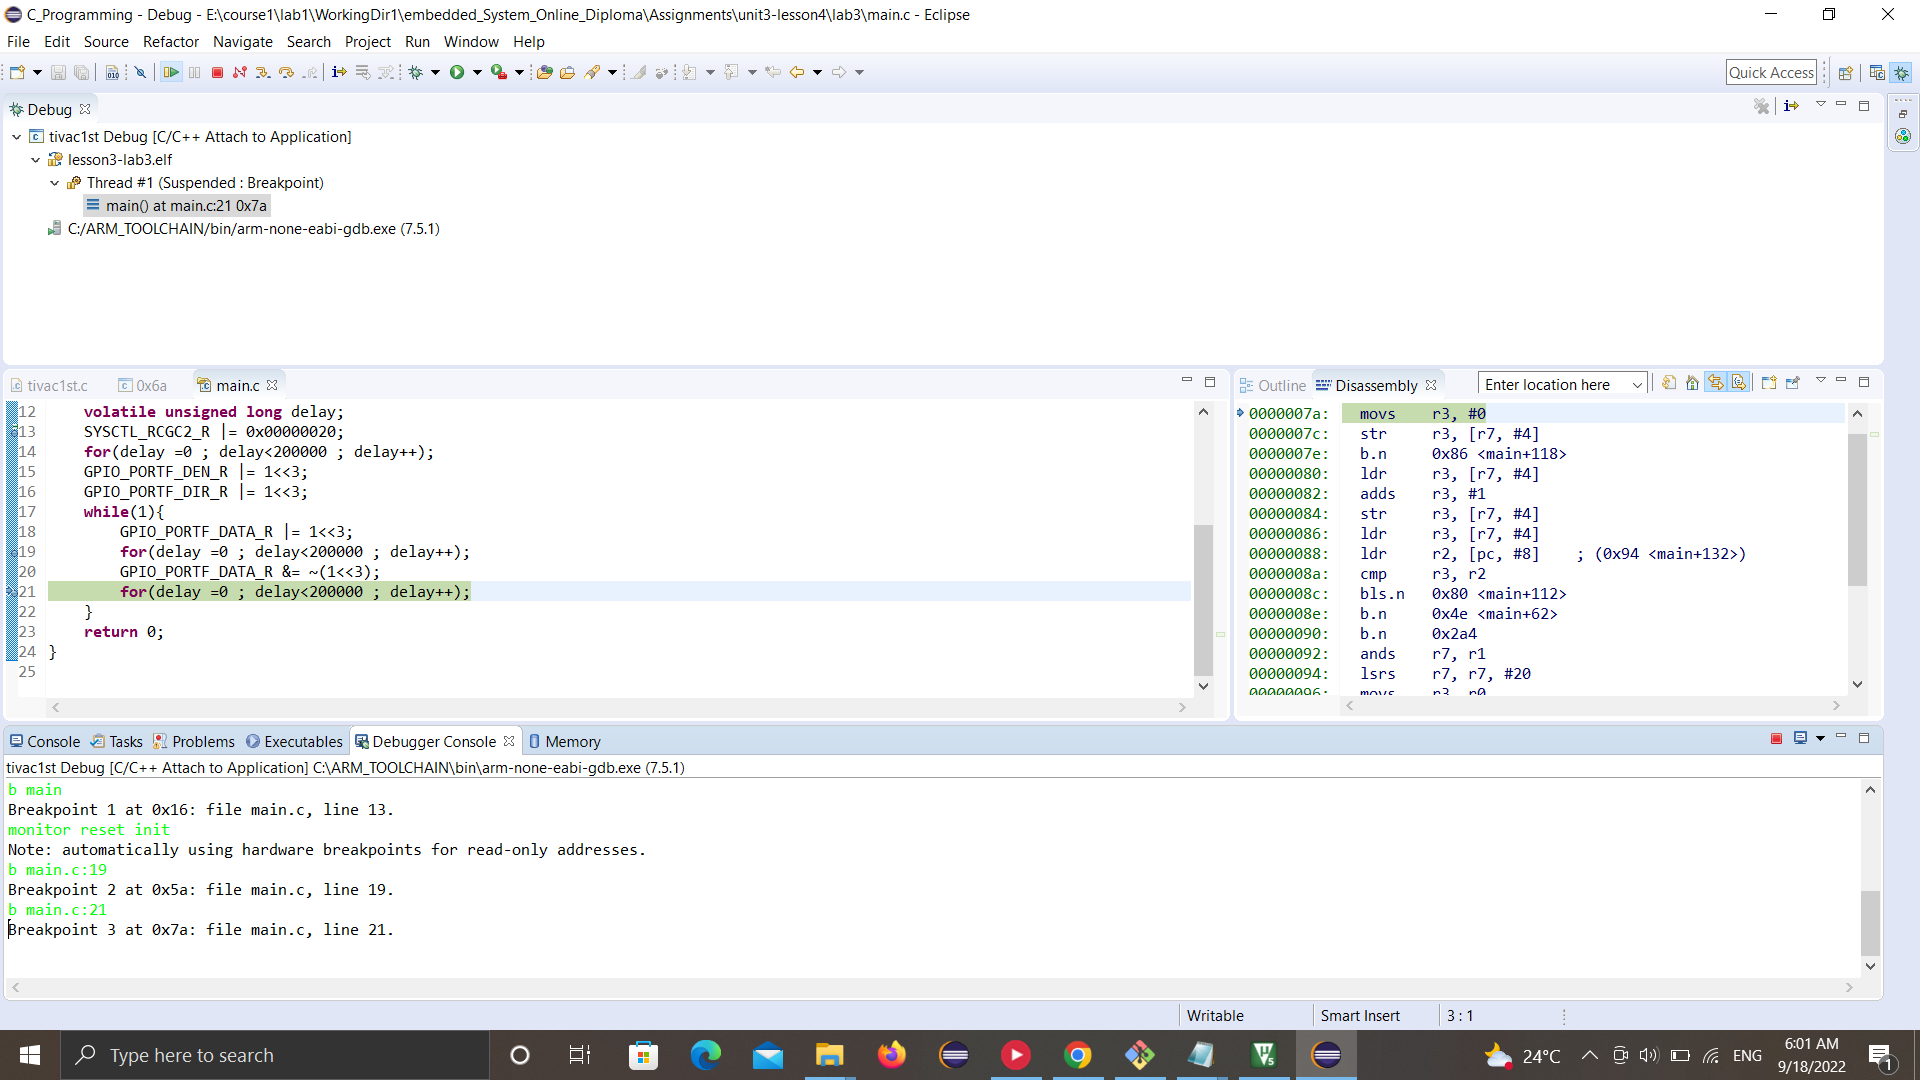 C_Programming - Debug - E:\course1\lab1\WorkingDir1\embedded_System_Online_Diploma\Assignments\unit3-lesson4\lab3\main.c - Eclipse
File Edit Source Refactor Navigate Search Project Run Window Help
Quick Access
Debug
tivac1st Debug [C/C++ Attach to Application]
lesson3-lab3.elf
Thread #1 (Suspended : Breakpoint)
main() at main.c:21 0x7a
C:/ARM_TOOLCHAIN/bin/arm-none-eabi-gdb.exe (7.5.1)
tivac1st.c 0x6a main.c
12 volatile unsigned long delay;
13 SYSCTL_RCGC2_R |= 0x00000020;
14 for(delay =0 ; delay<200000 ; delay++);
15 GPIO_PORTF_DEN_R |= 1<<3;
16 GPIO_PORTF_DIR_R |= 1<<3;
17 while(1){
18 GPIO_PORTF_DATA_R |= 1<<3;
19 for(delay =0 ; delay<200000 ; delay++);
20 GPIO_PORTF_DATA_R &= ~(1<<3);
21 for(delay =0 ; delay<200000 ; delay++);
22 }
23 return 0;
24 }
25
Outline Disassembly Enter location here
0000007a: movs r3, #0
0000007c: str r3, [r7, #4]
0000007e: b.n 0x86 <main+118>
00000080: ldr r3, [r7, #4]
00000082: adds r3, #1
00000084: str r3, [r7, #4]
00000086: ldr r3, [r7, #4]
00000088: ldr r2, [pc, #8] ; (0x94 <main+132>)
0000008a: cmp r3, r2
0000008c: bls.n 0x80 <main+112>
0000008e: b.n 0x4e <main+62>
00000090: b.n 0x2a4
00000092: ands r7, r1
00000094: lsrs r7, r7, #20
00000096: movs r3, r0
Console Tasks Problems Executables Debugger Console Memory
tivac1st Debug [C/C++ Attach to Application] C:\ARM_TOOLCHAIN\bin\arm-none-eabi-gdb.exe (7.5.1)
b main
Breakpoint 1 at 0x16: file main.c, line 13.
monitor reset init
Note: automatically using hardware breakpoints for read-only addresses.
b main.c:19
Breakpoint 2 at 0x5a: file main.c, line 19.
b main.c:21
Breakpoint 3 at 0x7a: file main.c, line 21.
Writable Smart Insert 3 : 1
Type here to search
24°C ENG
6:01 AM
9/18/2022
1